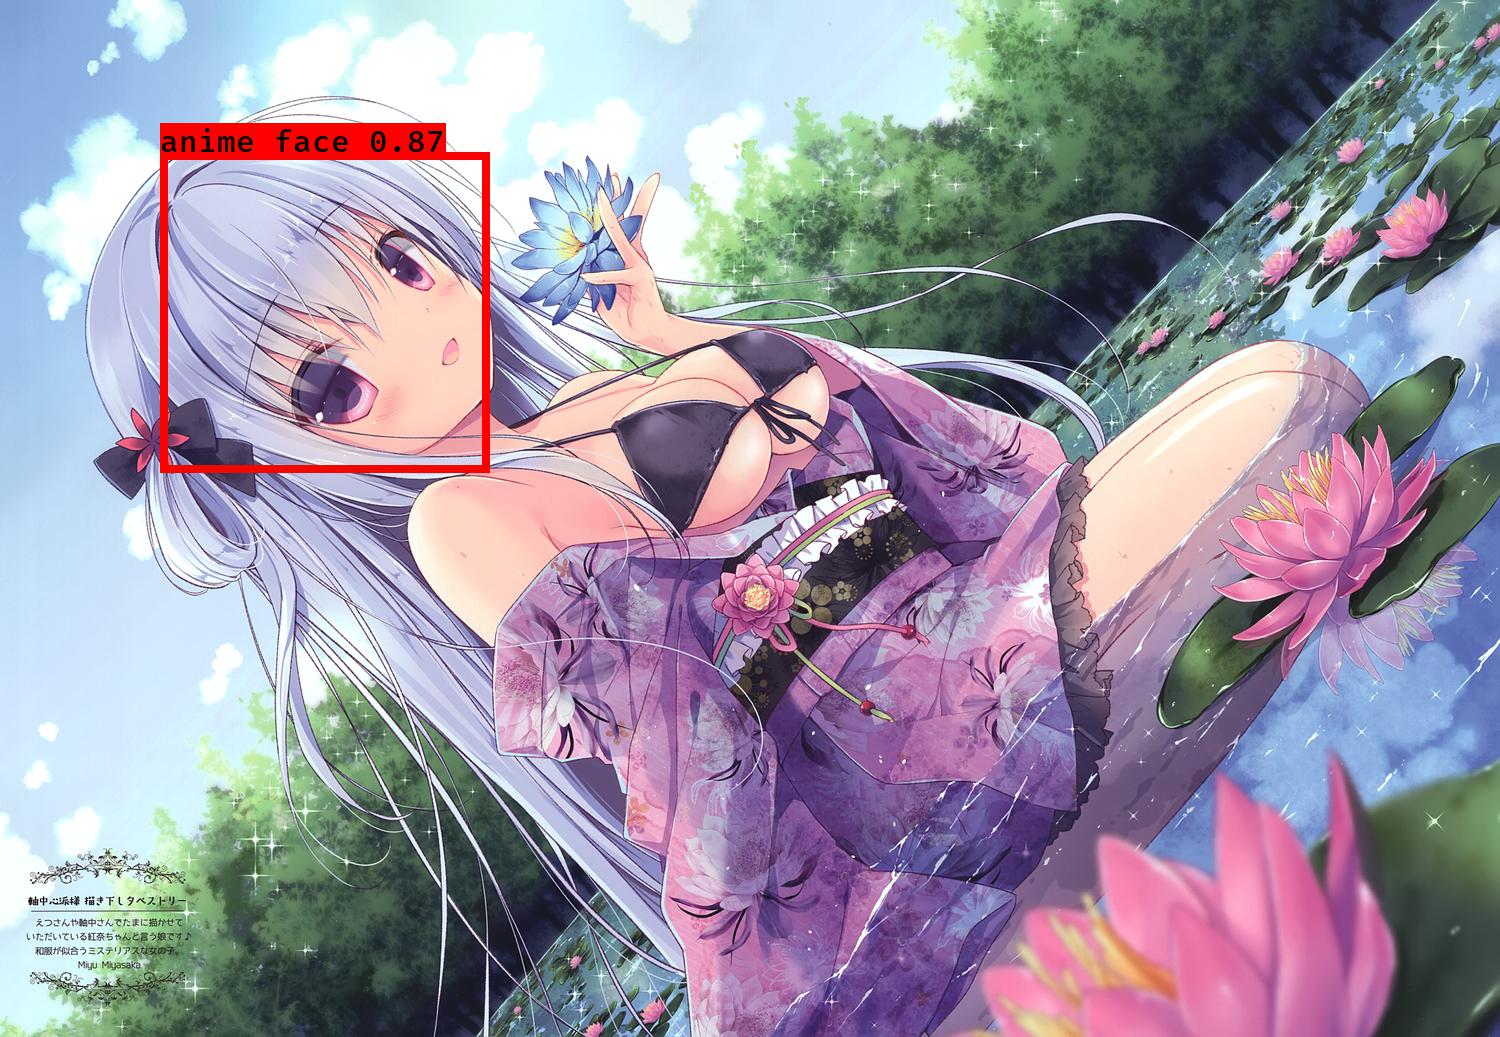 anime face 0.87
軸中心派様 描き下しタペストリー
えつさんや軸中さんでたまに描かせて
いただいている紅奈ちゃんと言う娘です♪
和服が似合うミステリアスな女の子。
Miyu Miyasaka